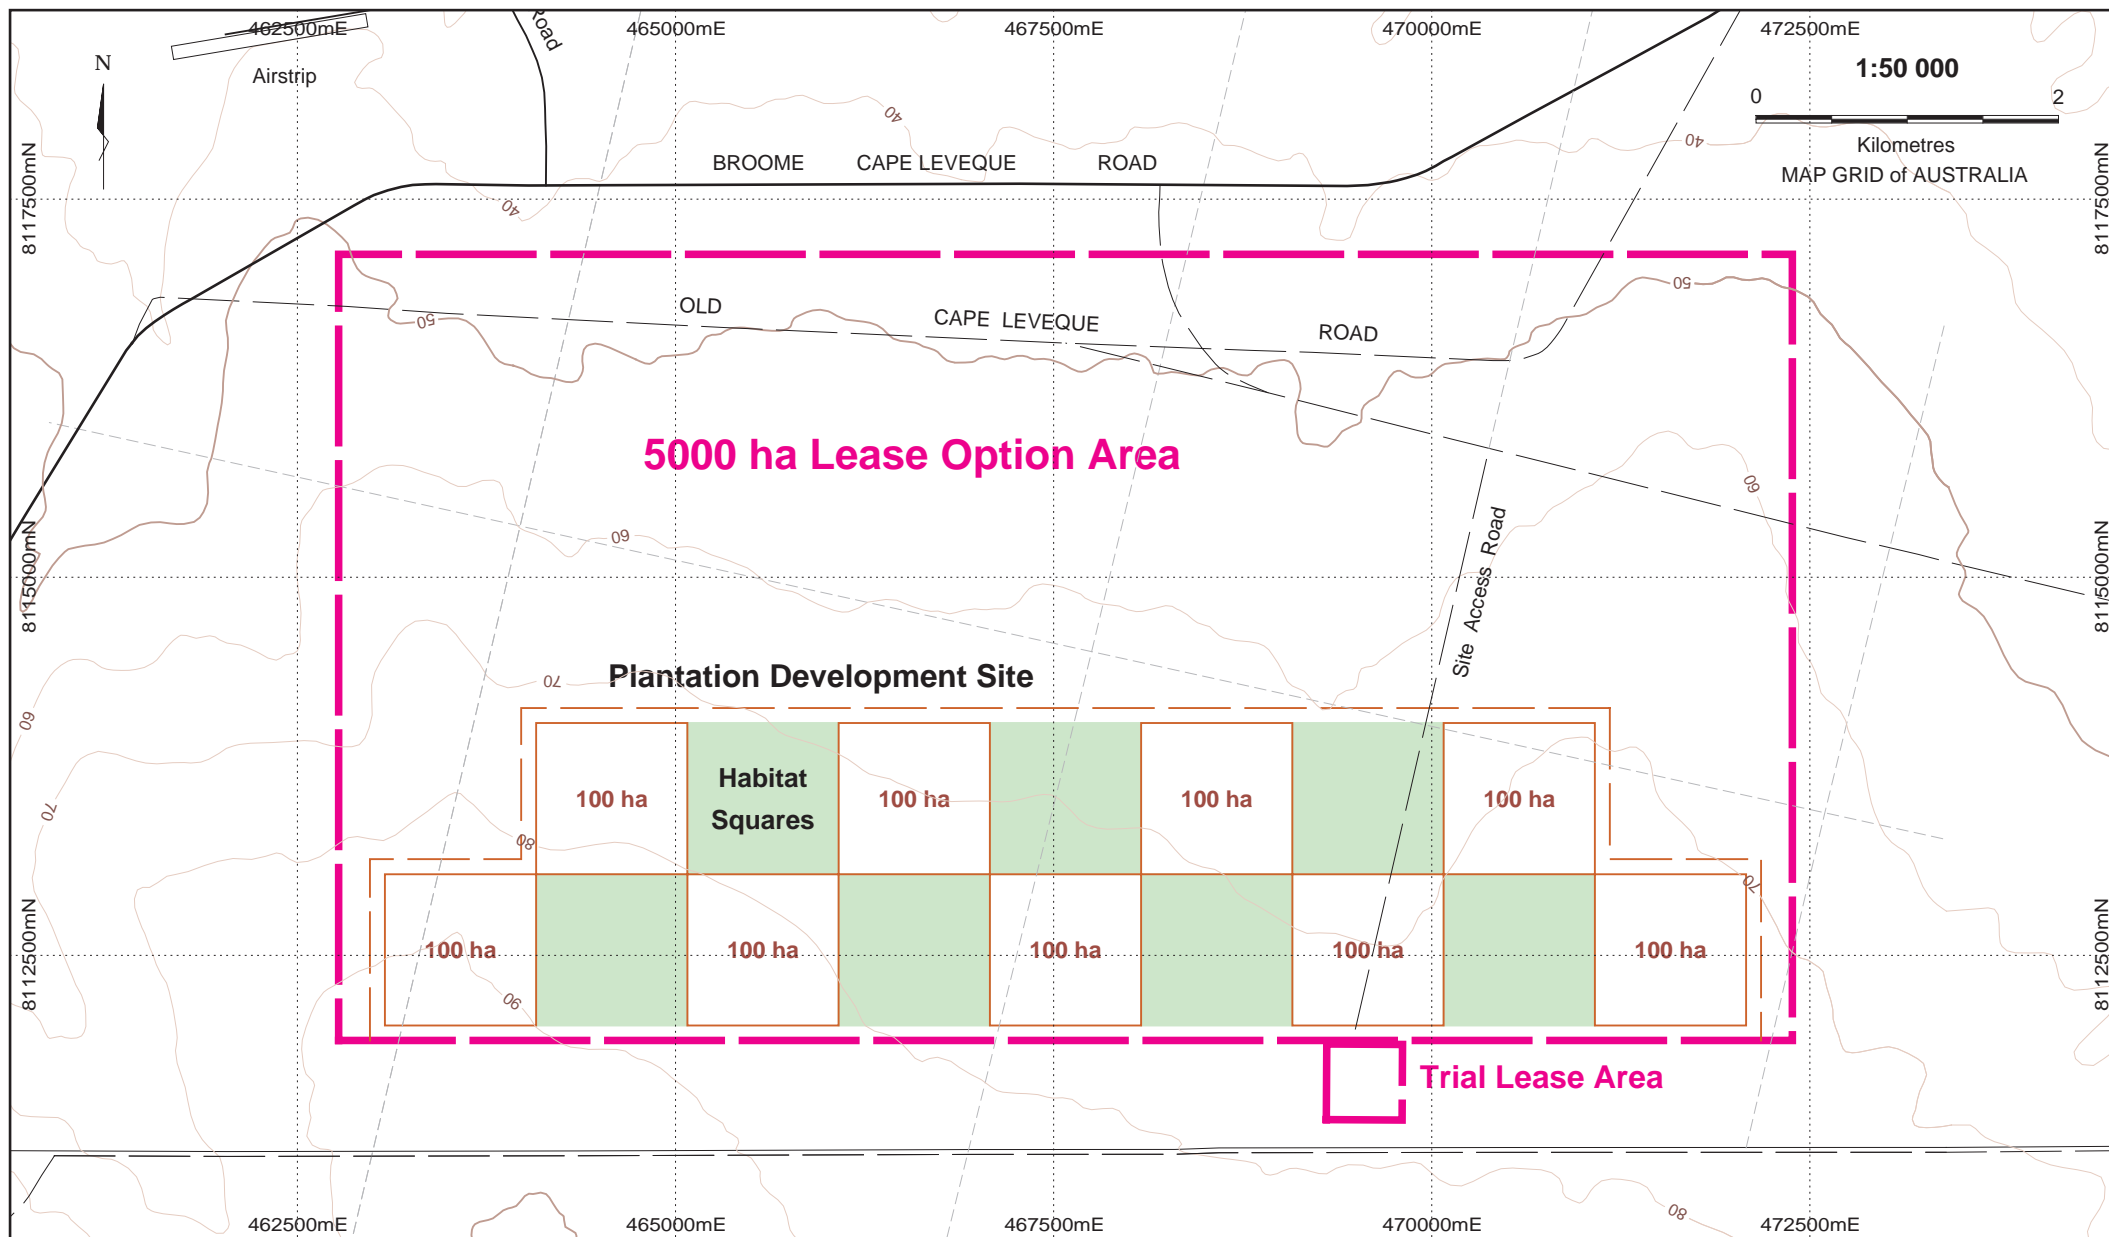 462500mE
465000mE
467500mE
470000mE
472500mE
Road
N
Airstrip
1:50 000
0
2
Kilometres
MAP GRID of AUSTRALIA
40
40
BROOME CAPE LEVEQUE ROAD
8117500mN
8117500mN
40
50
50
OLD CAPE LEVEQUE ROAD
5000 ha Lease Option Area
60
60
8115000mN
8115000mN
Site Access Road
Plantation Development Site
70
60
70
80
70
Habitat
Squares
100 ha
100 ha
100 ha
100 ha
100 ha
100 ha
100 ha
100 ha
100 ha
8112500mN
8112500mN
90
Trial Lease Area
80
462500mE
465000mE
467500mE
470000mE
472500mE